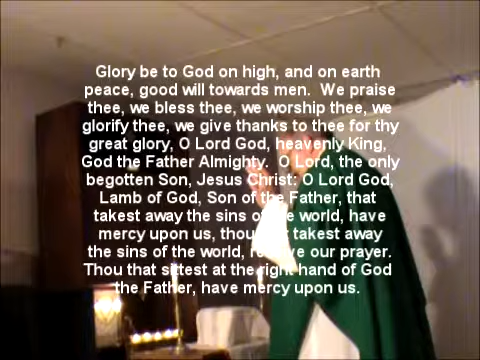 Glory be to God on high, and on earth
peace, good will towards men. We praise
thee, we bless thee, we worship thee, we
glorify thee, we give thanks to thee for thy
great glory, O Lord God, heavenly King,
God the Father Almighty. O Lord, the only
begotten Son, Jesus Christ: O Lord God,
Lamb of God, Son of the Father, that
takest away the sins of the world, have
mercy upon us, thou that takest away
the sins of the world, receive our prayer.
Thou that sittest at the right hand of God
the Father, have mercy upon us.